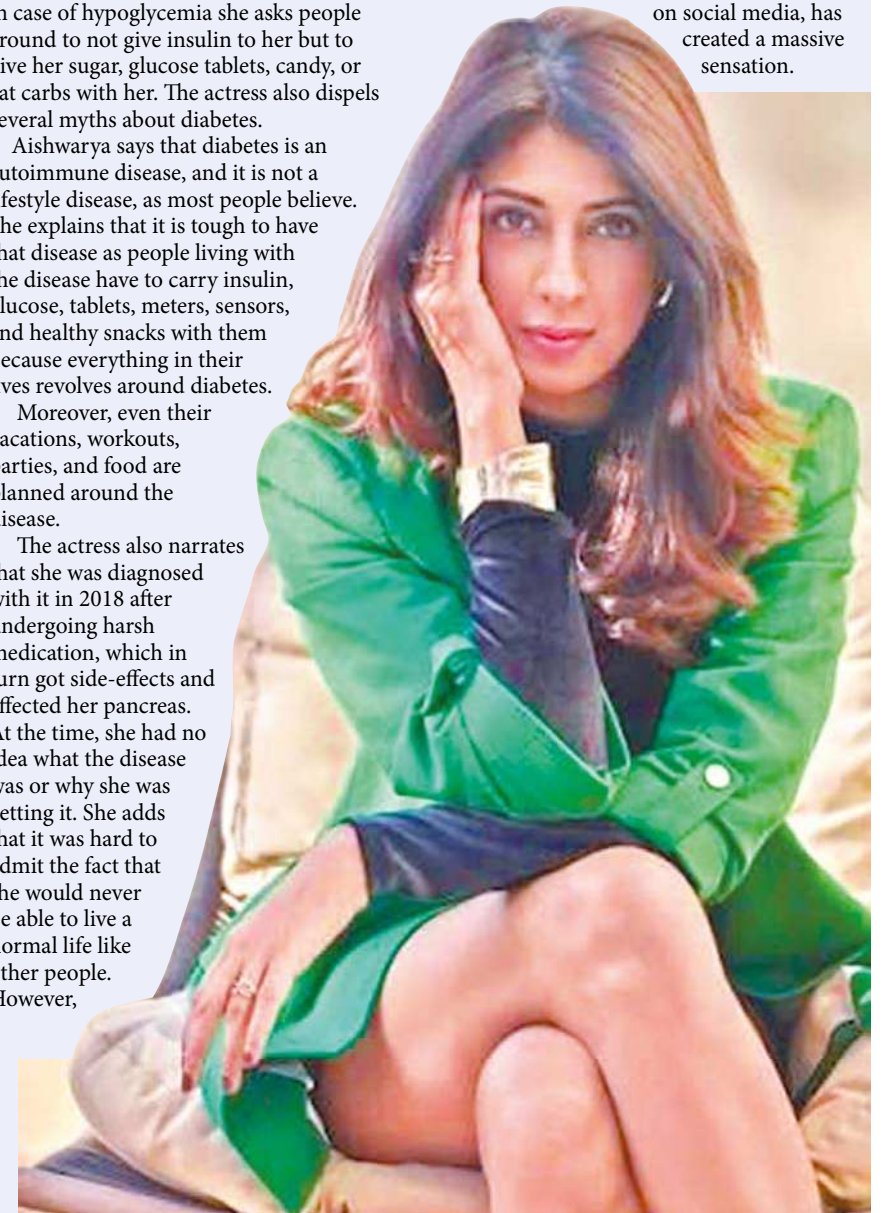 n case of hypoglycemia she asks people
round to not give insulin to her but to
ive her sugar, glucose tablets, candy, or
at carbs with her. The actress also dispels
everal myths about diabetes.
Aishwarya says that diabetes is an
utoimmune disease, and it is not a
ifestyle disease, as most people believe.
he explains that it is tough to have
hat disease as people living with
he disease have to carry insulin,
lucose, tablets, meters, sensors,
nd healthy snacks with them
ecause everything in their
ives revolves around diabetes.
Moreover, even their
acations, workouts,
arties, and food are
lanned around the
isease.
The actress also narrates
hat she was diagnosed
with it in 2018 after
ndergoing harsh
medication, which in
urn got side-effects and
ffected her pancreas.
At the time, she had no
dea what the disease
was or why she was
etting it. She adds
hat it was hard to
dmit the fact that
he would never
e able to live a
normal life like
ther people.
However,
on social media, has
created a massive
sensation.